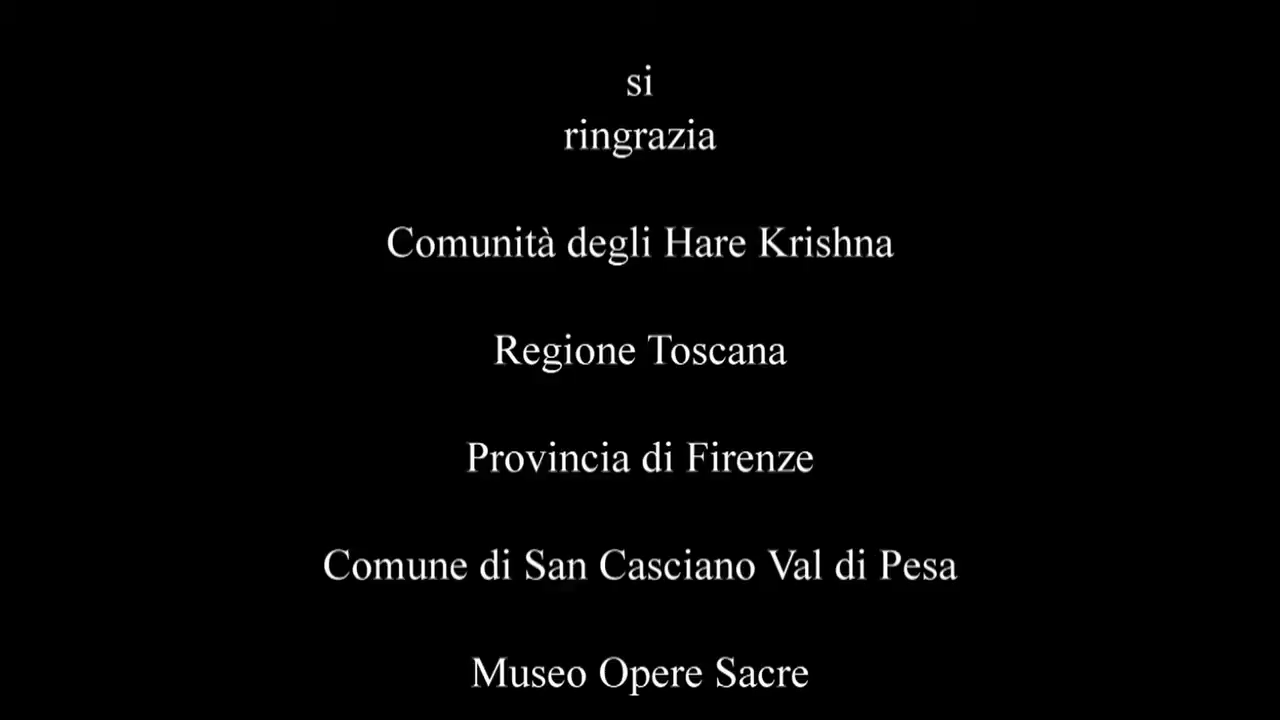 si
ringrazia
Comunità degli Hare Krishna
Regione Toscana
Provincia di Firenze
Comune di San Casciano Val di Pesa
Museo Opere Sacre